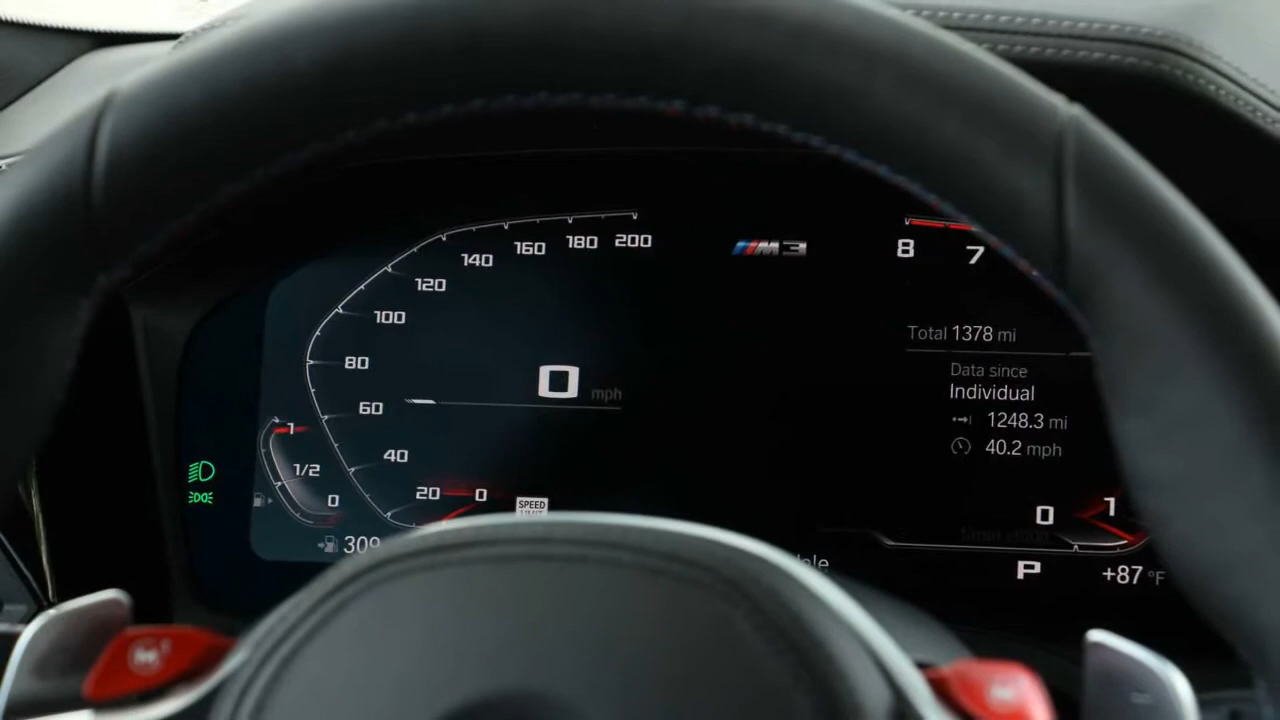 200
180
160
140
120
100
80
60
40
20
0
0 mph
M3
8
7
Total 1378 mi
Data since
Individual
1248.3 mi
40.2 mph
1
1/2
0
SPEED
LIMIT
309
0
1
P
+87 °F